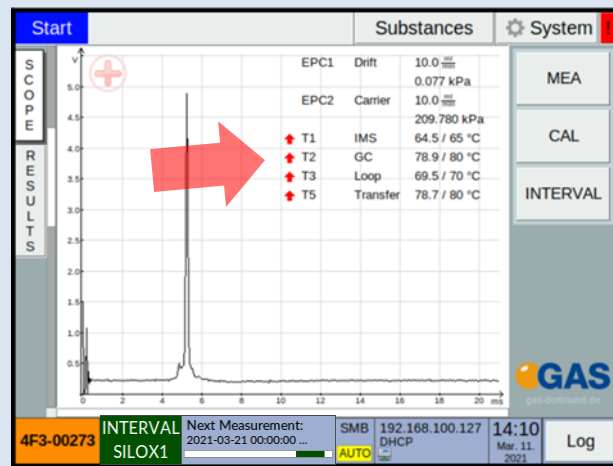 Start
Substances
System
!
SCOPE
RESULTS
V
5.0
4.5
4.0
3.5
3.0
2.5
2.0
1.5
1.0
0.5
0 2 4 6 8 10 12 14 16 18 20 ms
EPC1 Drift 10.0 ml/min
0.077 kPa
EPC2 Carrier 10.0 ml/min
209.780 kPa
T1 IMS 64.5 / 65 °C
T2 GC 78.9 / 80 °C
T3 Loop 69.5 / 70 °C
T5 Transfer 78.7 / 80 °C
MEA
CAL
INTERVAL
GAS
gas-dortmund.de
4F3-00273
INTERVAL
SILOX1
Next Measurement:
2021-03-21 00:00:00 ...
SMB
AUTO
192.168.100.127
DHCP
14:10
Mar. 11.
2021
Log